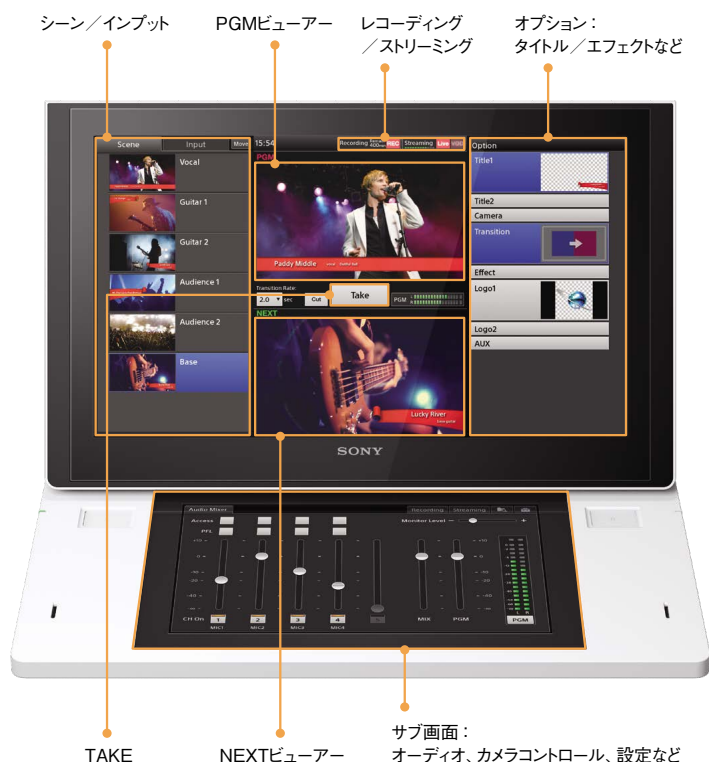 シーン／インプット
PGMビューアー
レコーディング
／ストリーミング
オプション：
タイトル／エフェクトなど
Scene
Input
Move
15:54
Recording
REC
Streaming
Live
VOD
Option
Vocal
Guitar 1
Guitar 2
Audience 1
Audience 2
Base
PGM
Paddy Middle
Transition Rate:
2.0
sec
Cut
Take
PGM
NEXT
Lucky River
Title1
Title2
Camera
Transition
Effect
Logo1
Logo2
AUX
SONY
Audio Mixer
Recording
Streaming
Access
Monitor Level
PFL
CH On
1
2
3
4
MIC1
MIC2
MIC3
MIC4
MIX
PGM
PGM
TAKE
NEXTビューアー
サブ画面：
オーディオ、カメラコントロール、設定など